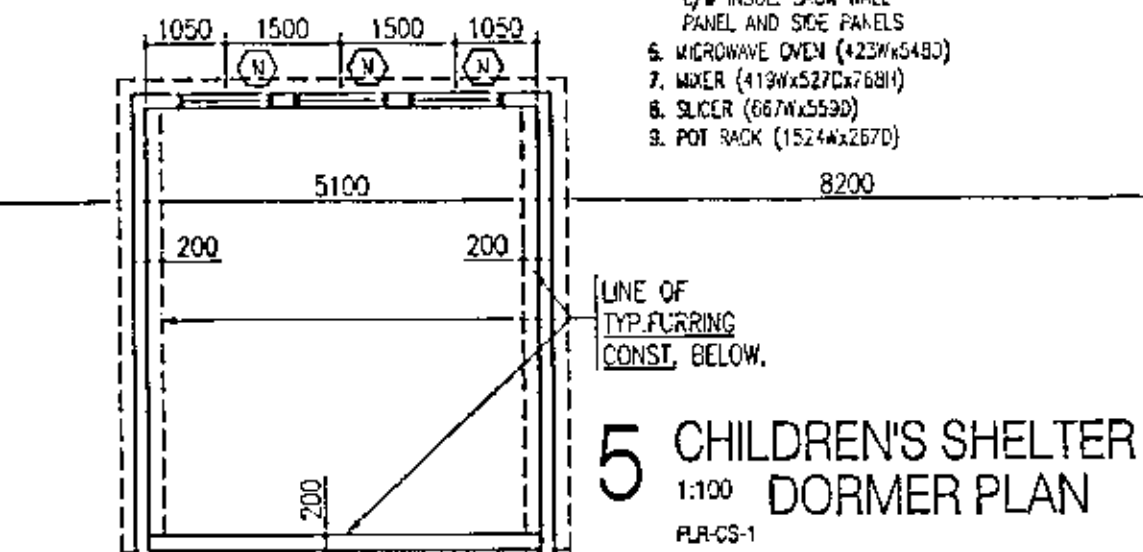 1050 1500 1500 1050
N N N
PANEL AND SIDE PANELS
6. MICROWAVE OVEN (423Wx548D)
7. MIXER (419Wx527Dx768H)
8. SLICER (667Wx559D)
9. POT RACK (1524Wx267D)
5100 8200
200 200
LINE OF
TYP.FURRING
CONST. BELOW.
200
5 CHILDREN'S SHELTER
1:100 DORMER PLAN
PLR-CS-1